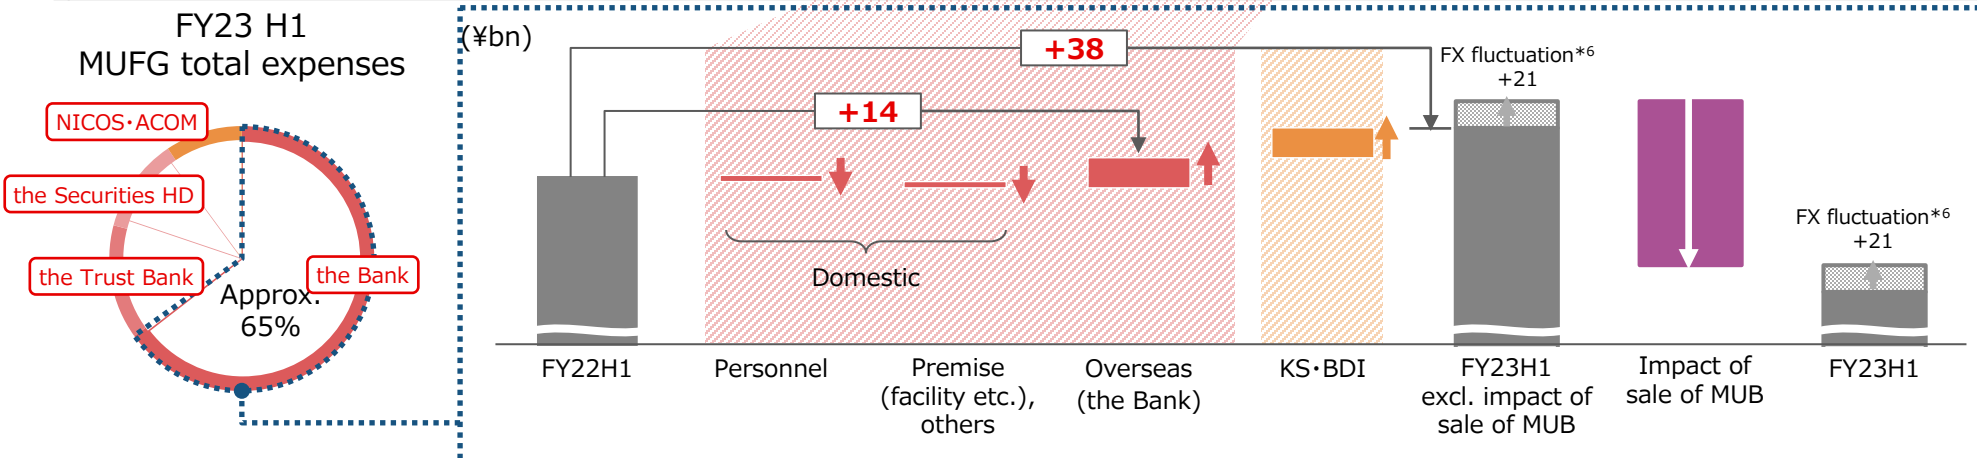 FY23 H1
MUFG total expenses
NICOS･ACOM
the Securities HD
the Trust Bank
the Bank
Approx.
65%
(¥bn)
+38
+14
FX fluctuation*6
+21
FX fluctuation*6
+21
Domestic
FY22H1
Personnel
Premise
(facility etc.),
others
Overseas
(the Bank)
KS･BDI
FY23H1
excl. impact of
sale of MUB
Impact of
sale of MUB
FY23H1